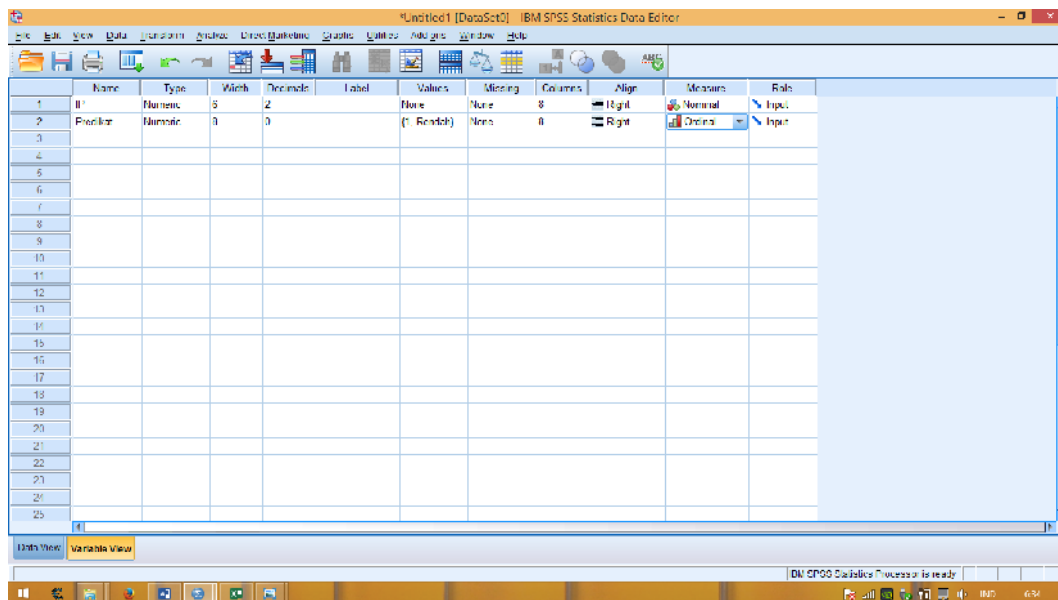 *Untitled1 [DataSet0] - IBM SPSS Statistics Data Editor
File Edit View Data Transform Analyze Direct Marketing Graphs Utilities Add-ons Window Help
Name Type Width Decimals Label Values Missing Columns Align Measure Role
1 Numeric 6 2 None None 8 Right Nominal Input
2 Predikat Numeric 8 0 {1, Rendah} None 8 Right Ordinal Input
3
4
5
6
7
8
9
10
11
12
13
14
15
16
17
18
19
20
21
22
23
24
25
Data View Variable View
IBM SPSS Statistics Processor is ready
IND 6:34